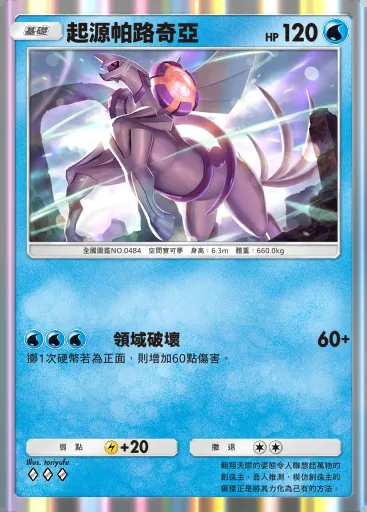 基礎 起源帕路奇亞 HP 120
全國圖鑑NO.0484 空間寶可夢 身高：6.3m 體重：660.0kg
領域破壞 60+
擲1次硬幣若為正面，則增加60點傷害。
弱點 +20 撤退
Illus. toriyufu
翱翔天際的姿態令人聯想起萬物的
創造主。吾人推測，模仿創造主的
模樣正是將其力化為己有的方法。